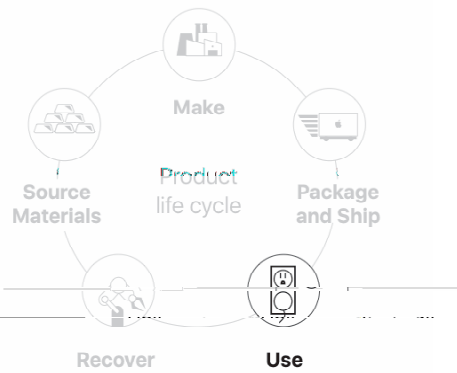 Make
Source
Materials
Product
life cycle
Package
and Ship
Recover
Use